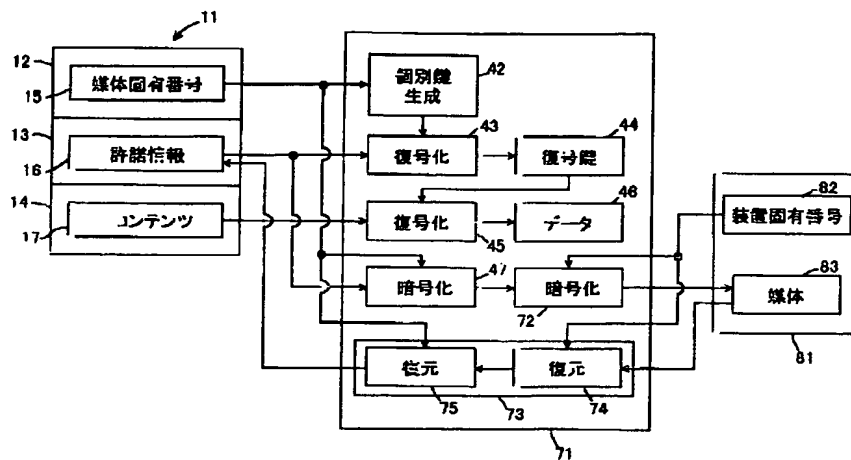 11
12
15
媒体固有番号
13
16
許諾情報
14
17
コンテンツ
42
個別鍵
生成
43
復号化
44
復号鍵
45
復号化
46
データ
47
暗号化
72
暗号化
75
復元
74
復元
73
71
82
装置固有番号
83
媒体
81